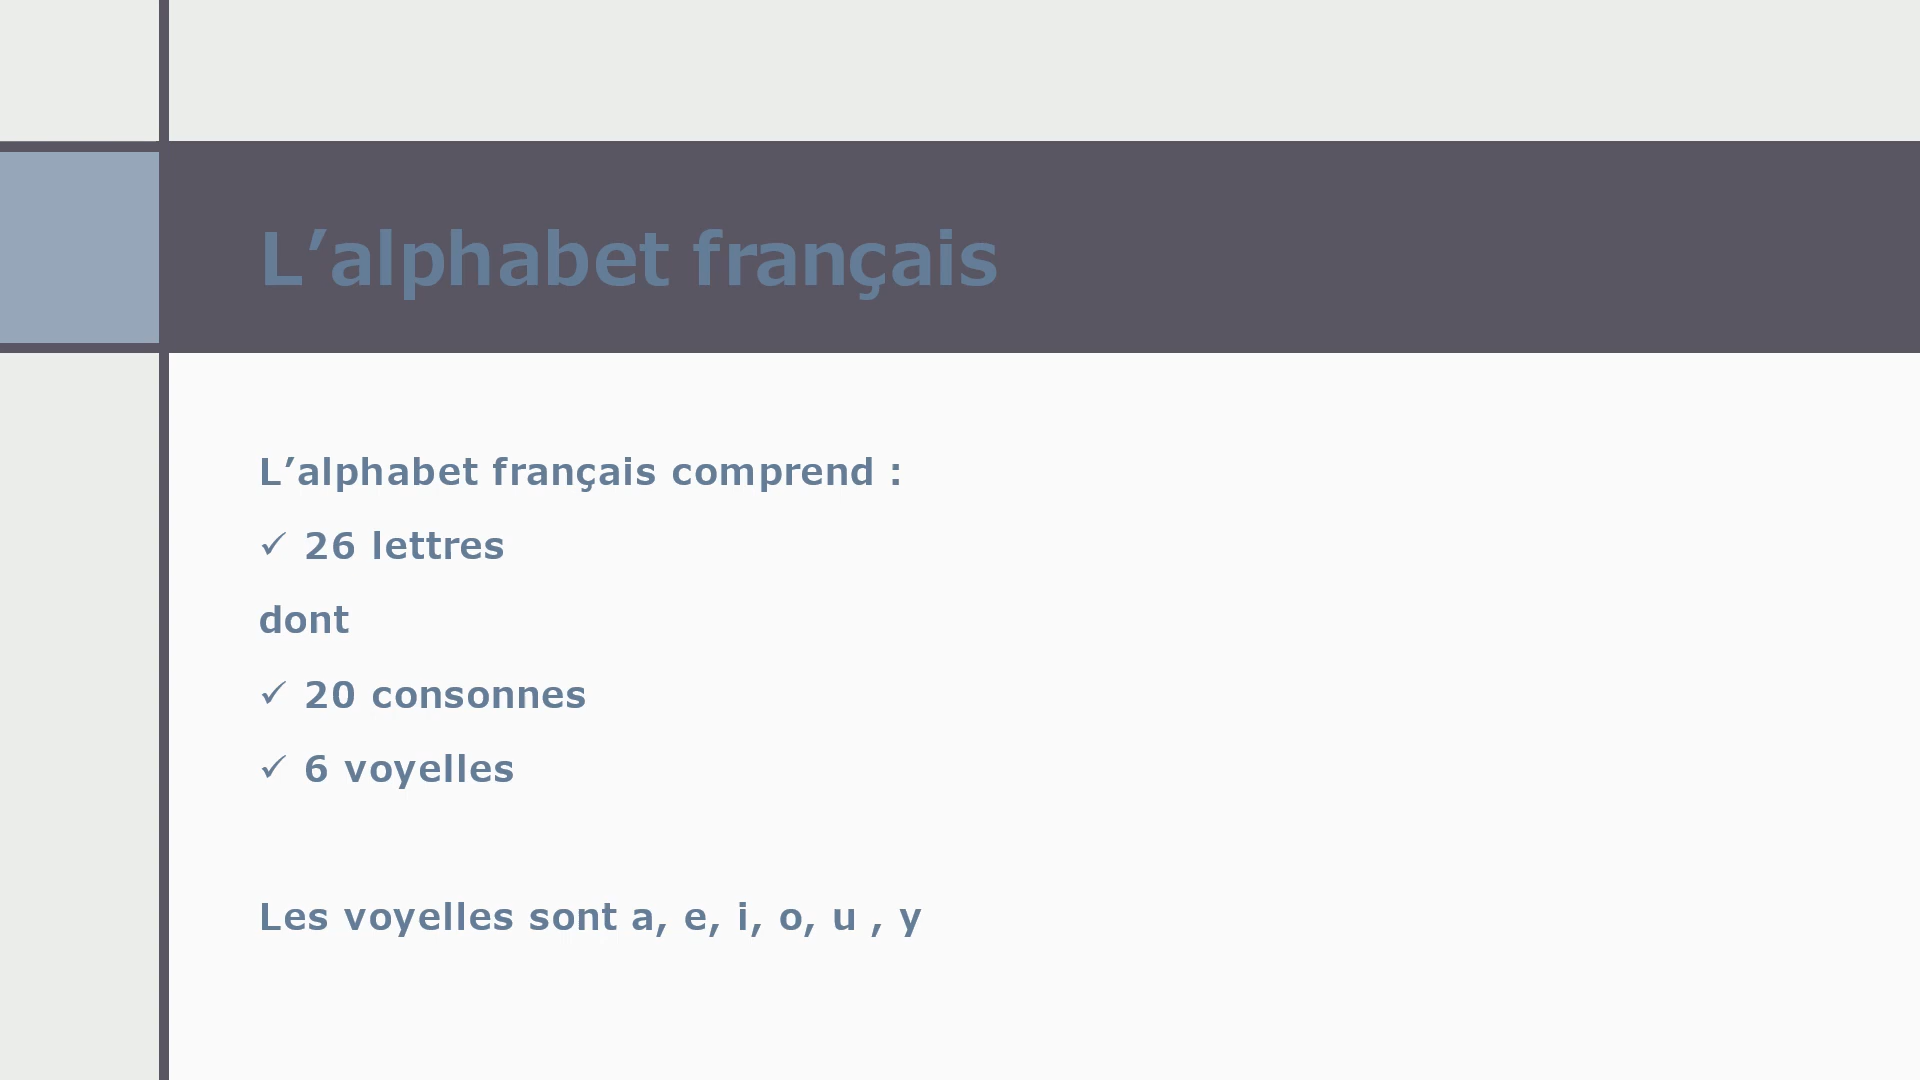 L’alphabet français
L’alphabet français comprend :
✓ 26 lettres
dont
✓ 20 consonnes
✓ 6 voyelles
Les voyelles sont a, e, i, o, u , y